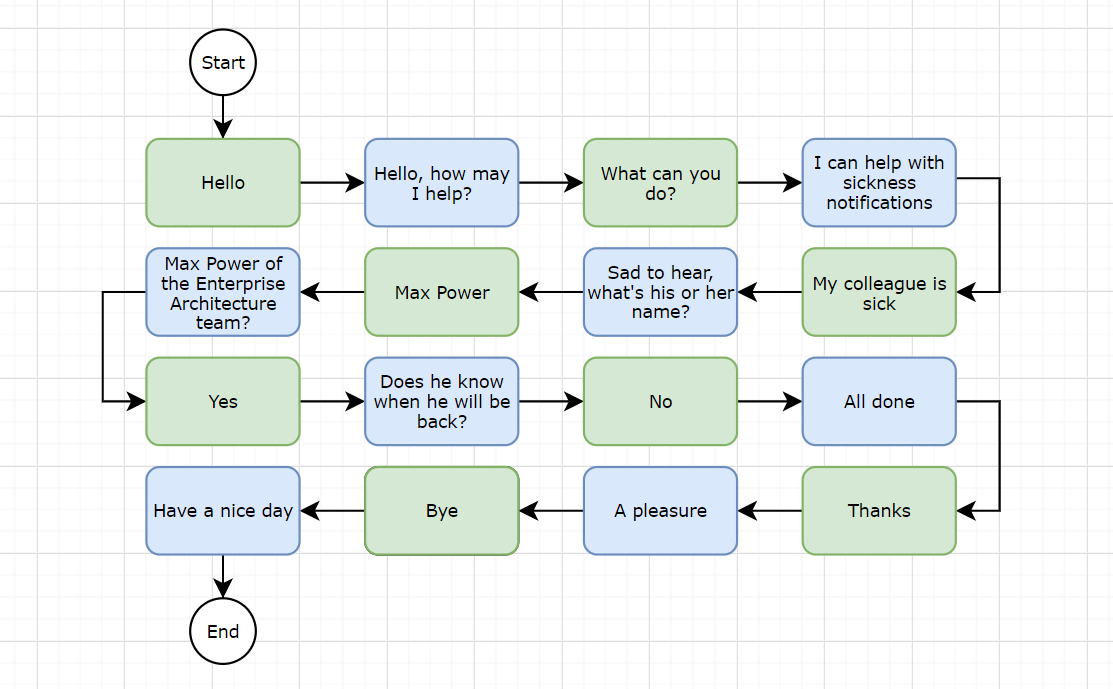 Start
Hello
Hello, how may
I help?
What can you
do?
I can help with
sickness
notifications
My colleague is
sick
Sad to hear,
what's his or her
name?
Max Power
Max Power of
the Enterprise
Architecture
team?
Yes
Does he know
when he will be
back?
No
All done
Thanks
A pleasure
Bye
Have a nice day
End